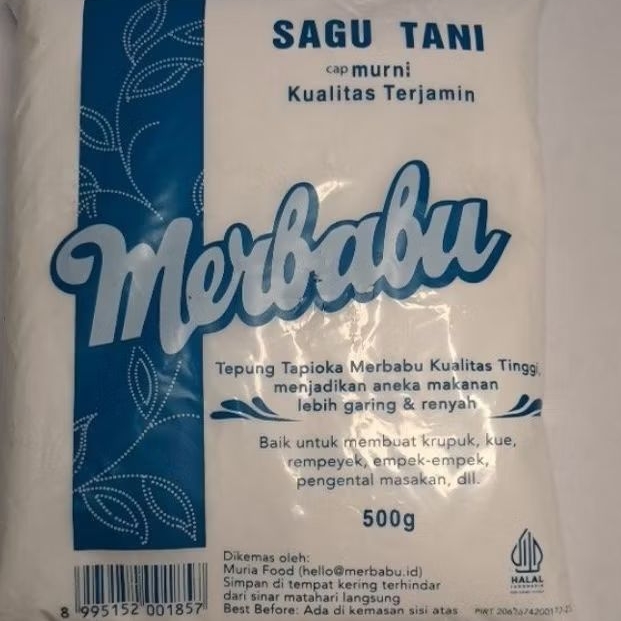 SAGU TANI
cap murni
Kualitas Terjamin
Merbabu
Tepung Tapioka Merbabu Kualitas Tinggi,
menjadikan aneka makanan
lebih garing & renyah
Baik untuk membuat krupuk, kue,
rempeyek, empek-empek,
pengental masakan, dll.
500g
Dikemas oleh:
Muria Food (hello@merbabu.id)
Simpan di tempat kering terhindar
dari sinar matahari langsung
Best Before: Ada di kemasan sisi atas
8 995152 001857
HALAL
INDONESIA
PIRT